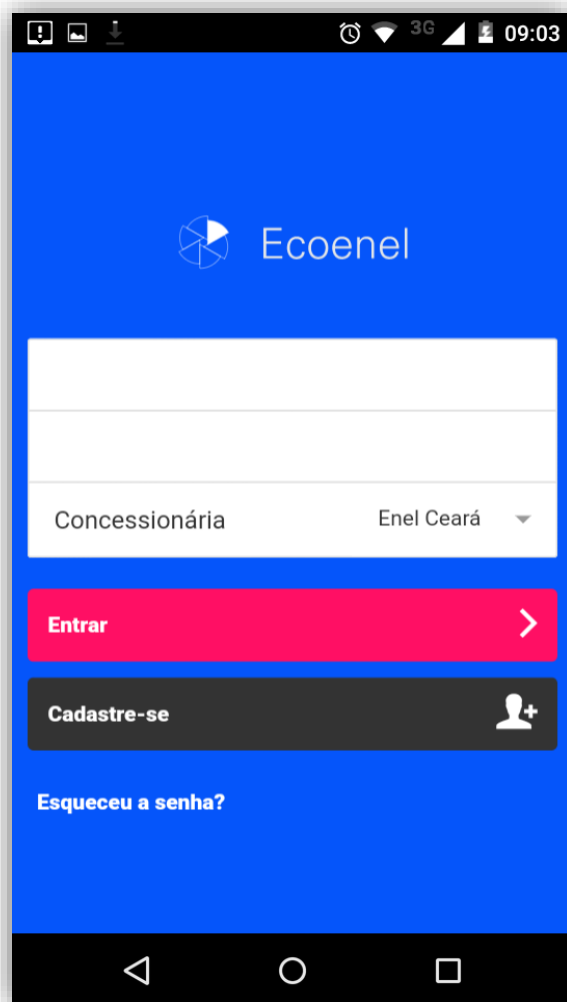 3G 09:03
Ecoenel
Concessionária Enel Ceará
Entrar
Cadastre-se
Esqueceu a senha?